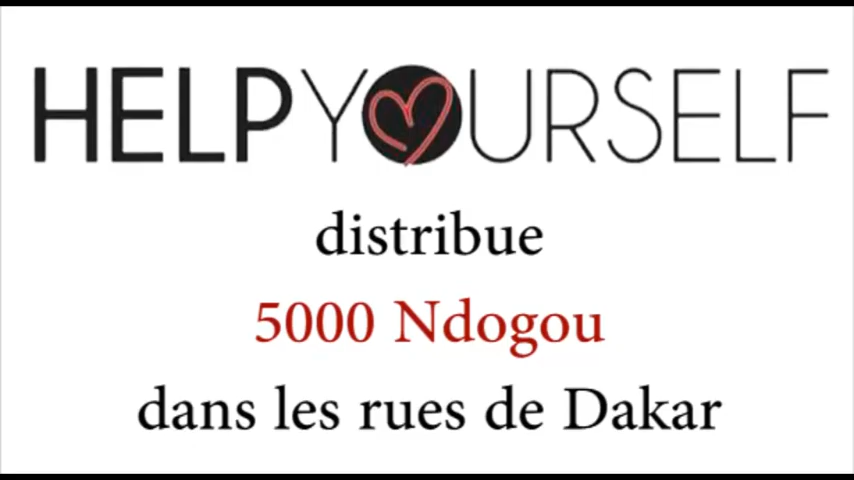 HELPYOURSELF
distribue
5000 Ndogou
dans les rues de Dakar